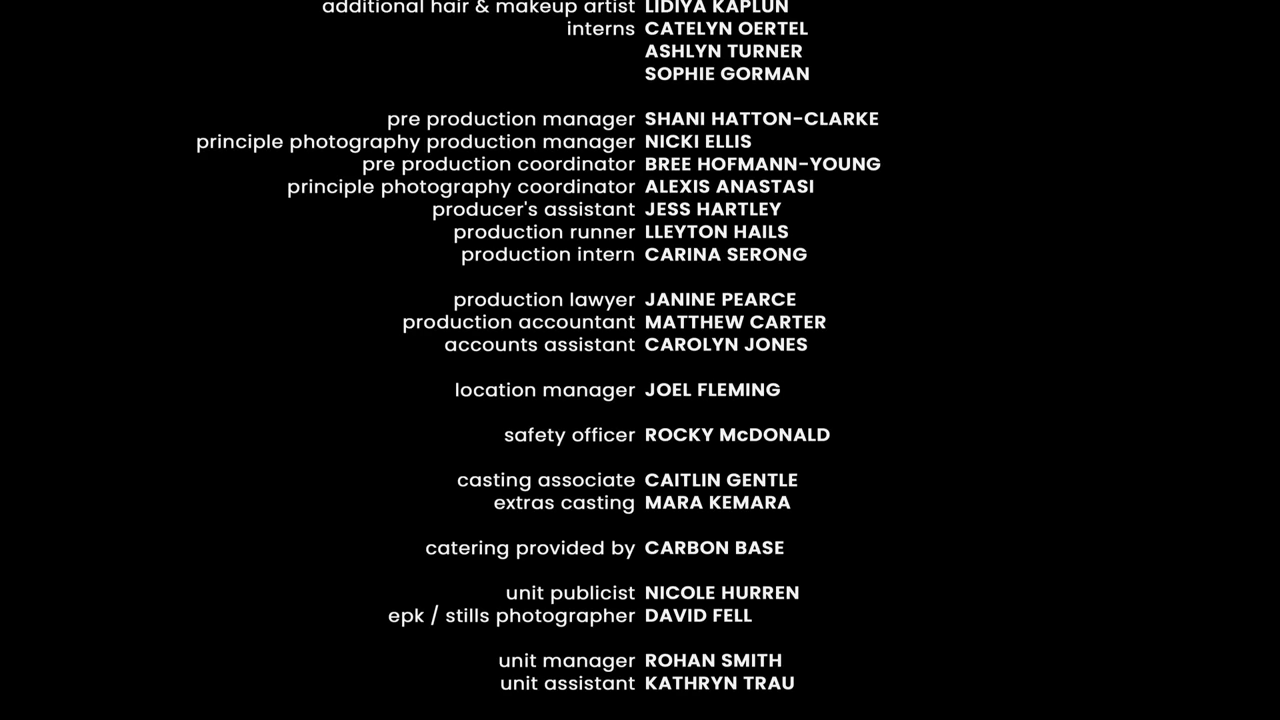 additional hair & makeup artist LIDIYA KAPLUN
interns CATELYN OERTEL
ASHLYN TURNER
SOPHIE GORMAN
pre production manager SHANI HATTON-CLARKE
principle photography production manager NICKI ELLIS
pre production coordinator BREE HOFMANN-YOUNG
principle photography coordinator ALEXIS ANASTASI
producer's assistant JESS HARTLEY
production runner LLEYTON HAILS
production intern CARINA SERONG
production lawyer JANINE PEARCE
production accountant MATTHEW CARTER
accounts assistant CAROLYN JONES
location manager JOEL FLEMING
safety officer ROCKY McDONALD
casting associate CAITLIN GENTLE
extras casting MARA KEMARA
catering provided by CARBON BASE
unit publicist NICOLE HURREN
epk / stills photographer DAVID FELL
unit manager ROHAN SMITH
unit assistant KATHRYN TRAU